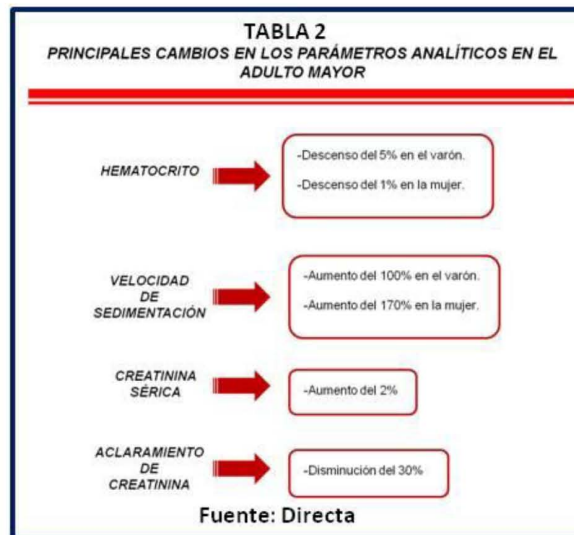 TABLA 2
PRINCIPALES CAMBIOS EN LOS PARÁMETROS ANALÍTICOS EN EL
ADULTO MAYOR
HEMATOCRITO
-Descenso del 5% en el varón.
-Descenso del 1% en la mujer.
VELOCIDAD
DE
SEDIMENTACIÓN
-Aumento del 100% en el varón.
-Aumento del 170% en la mujer.
CREATININA
SÉRICA
-Aumento del 2%
ACLARAMIENTO
DE
CREATININA
-Disminución del 30%
Fuente: Directa